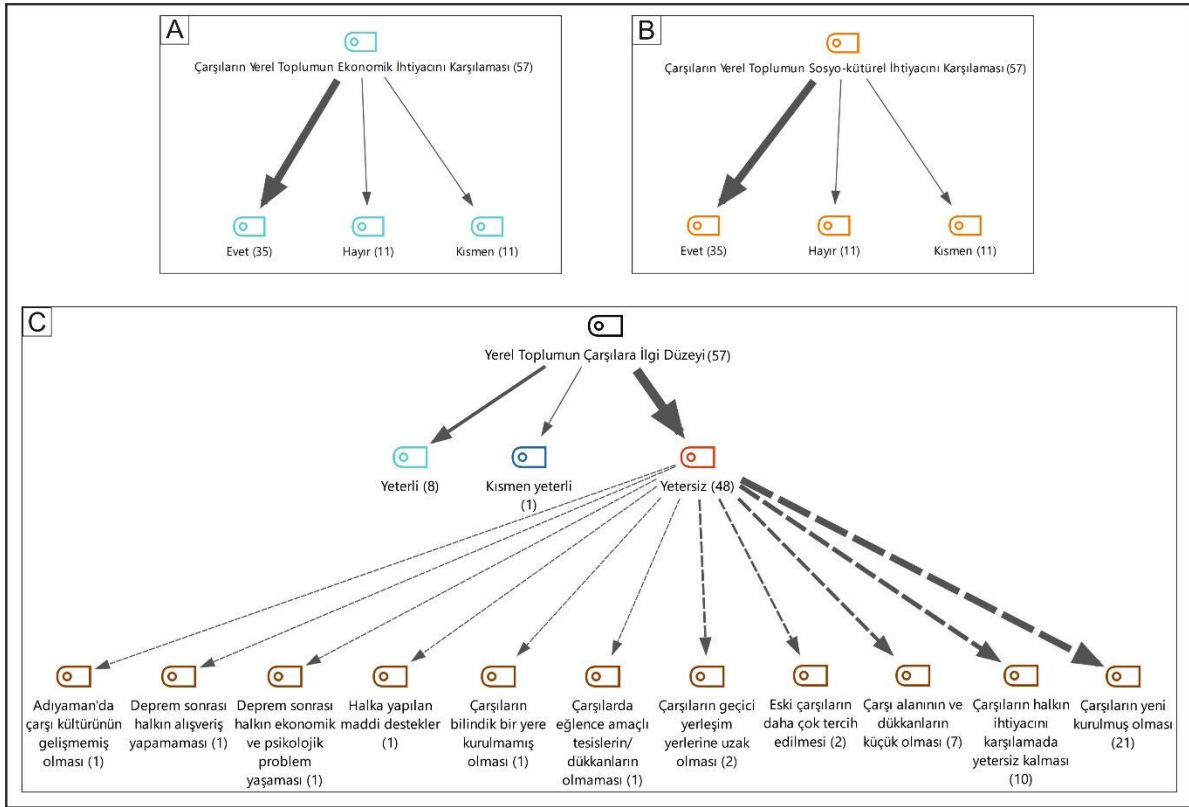 A
Çarşıların Yerel Toplumun Ekonomik İhtiyacını Karşılaması (57)
Evet (35)
Hayır (11)
Kısmen (11)
B
Çarşıların Yerel Toplumun Sosyo-kütürel İhtiyacını Karşılaması (57)
Evet (35)
Hayır (11)
Kısmen (11)
C
Yerel Toplumun Çarşılara İlgi Düzeyi (57)
Yeterli (8)
Kısmen yeterli
(1)
Yetersiz (48)
Adıyaman'da
çarşı kültürünün
gelişmemiş
olması (1)
Deprem sonrası
halkın alışveriş
yapamaması (1)
Deprem sonrası
halkın ekonomik
ve psikolojik
problem
yaşaması (1)
Halka yapılan
maddi destekler
(1)
Çarşıların
bilindik bir yere
kurulmamış
olması (1)
Çarşılarda
eğlence amaçlı
tesislerin/
dükkanların
olmaması (1)
Çarşıların geçici
yerleşim
yerlerine uzak
olması (2)
Eski çarşıların
daha çok tercih
edilmesi (2)
Çarşı alanının ve
dükkanların
küçük olması (7)
Çarşıların halkın
ihtiyacını
karşılamada
yetersiz kalması
(10)
Çarşıların yeni
kurulmuş olması
(21)